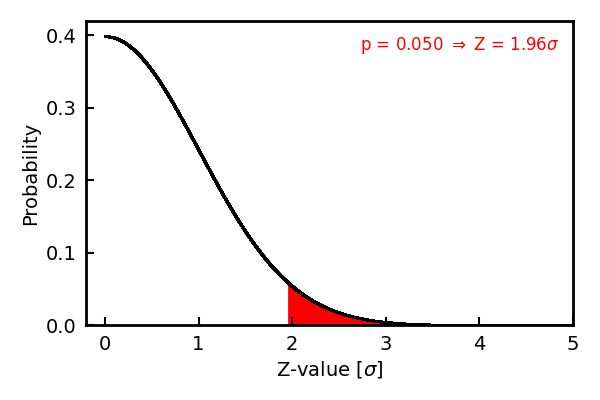 p = 0.050 ⇒ Z = 1.96σ
Probability
0.4
0.3
0.2
0.1
0.0
0 1 2 3 4 5
Z-value [σ]